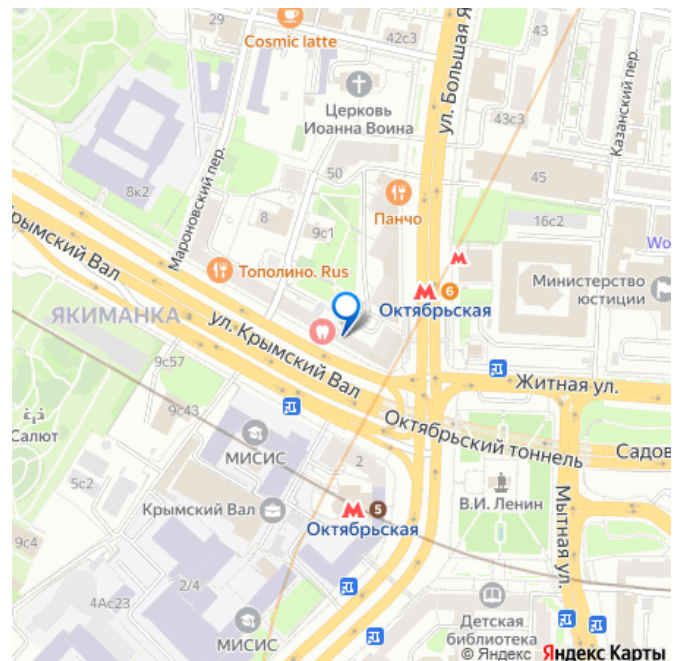 29
Cosmic latte
42с3
43
Церковь
Иоанна Воина
ул. Большая Я
43с3
Казанский пер.
50
45
8к2
Мароновский пер.
8
9с1
Панчо
16с2
Wo
Крымский Вал
Тополино. Rus
М
М
6
Октябрьская
Министерство
юстиции
ЯКИМАНКА
ул. Крымский Вал
9с57
Житная ул.
9с43
Октябрьский тоннель
Садов
Салют
МИСИС
2
5с2
Крымский Вал
М
5
Октябрьская
В.И. Ленин
Мытная ул.
9с4
2/4
4Ас23
МИСИС
Детская
библиотека
© Яндекс Яндекс Карты